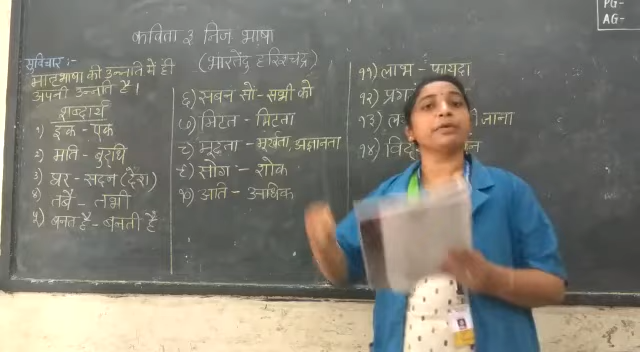 कविता ३ निज भाषा
(भारतेंदु हरिश्चंद्र)
सुविचार :-
मातृभाषा की उन्नति में ही
अपनी उन्नति है।
शब्दार्थ
१) इक - एक
२) मति - बुद्धि
३) घर - सदन (डेरा)
४) तबै - तभी
५) बनत है - बनती है
६) सबन सों - सभी को
७) मिटत - मिटना
८) मूढ़ता - मूर्खता, अज्ञानता
९) सोग - शोक
१०) अति - अधिक
११) लाभ - फायदा
१२)
१३) जाना
१४)
PG-
AG-